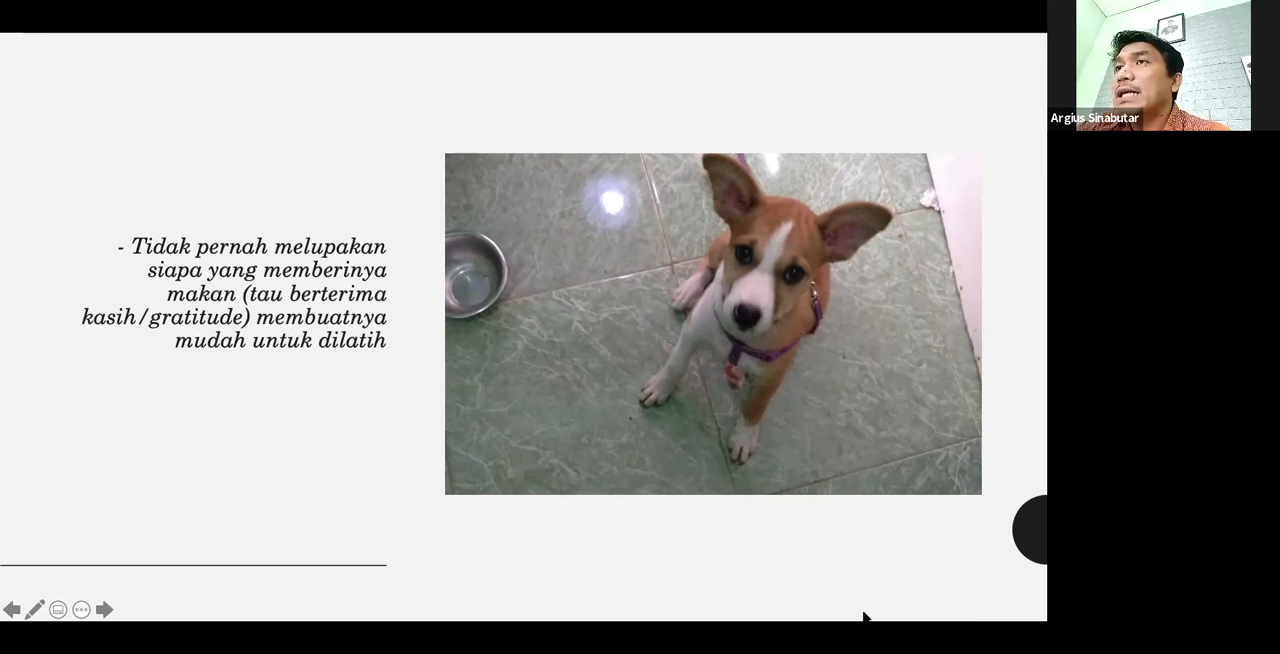 - Tidak pernah melupakan
siapa yang memberinya
makan (tau berterima
kasih/gratitude) membuatnya
mudah untuk dilatih
Argius Sinabutar